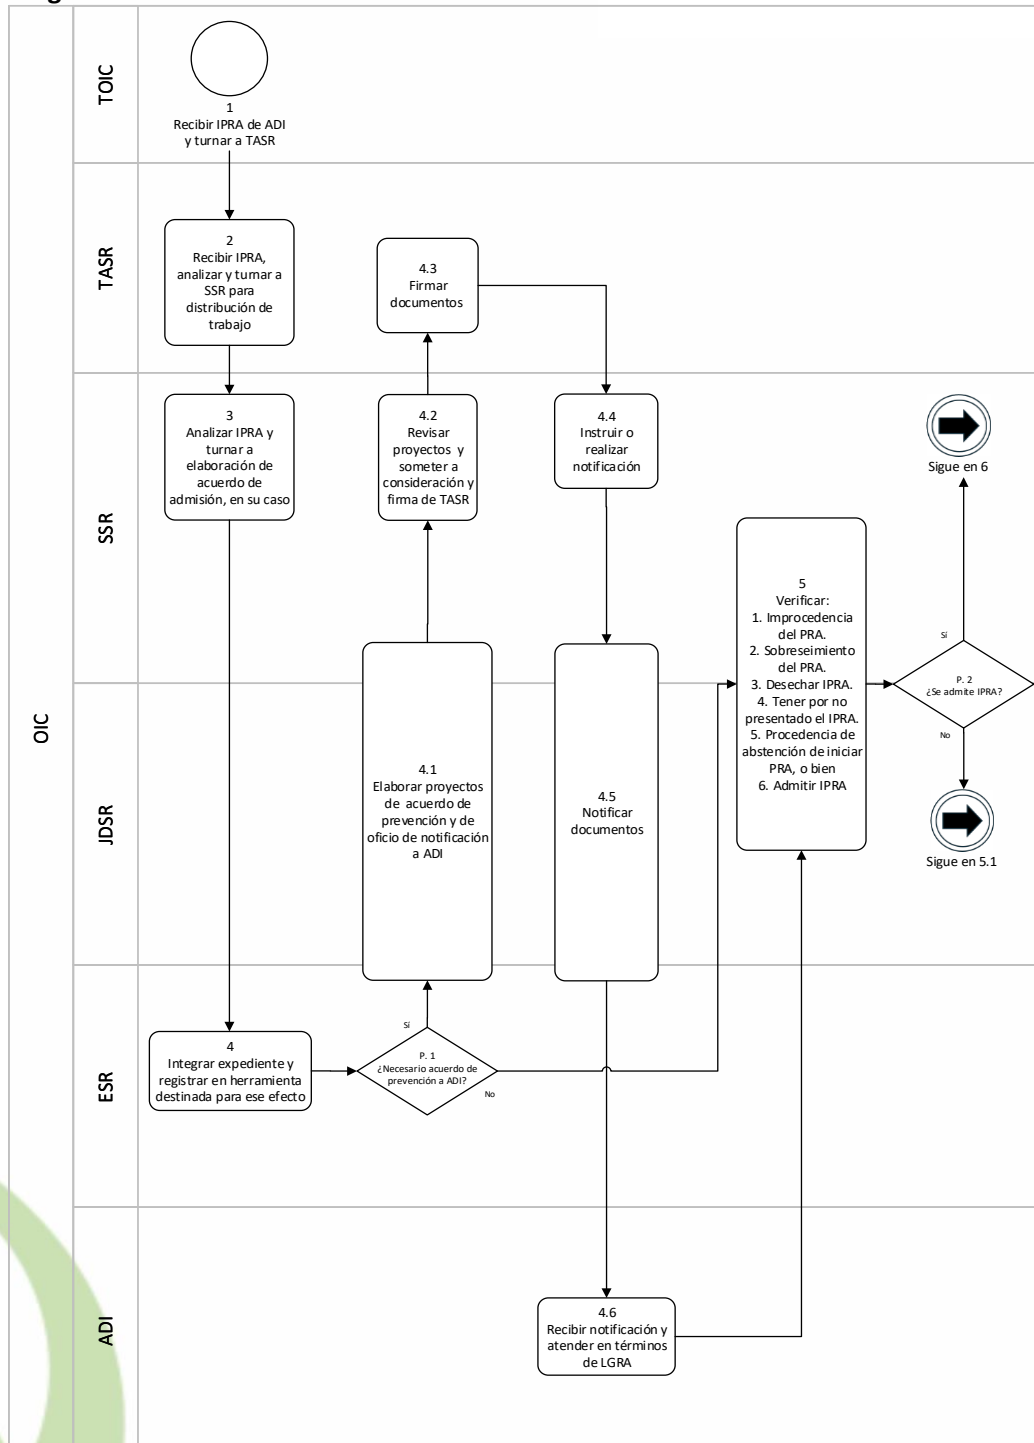 OIC
TOIC
1
Recibir IPRA de ADI
y turnar a TASR
TASR
2
Recibir IPRA,
analizar y turnar a
SSR para
distribución de
trabajo
4.3
Firmar
documentos
SSR
3
Analizar IPRA y
turnar a
elaboración de
acuerdo de
admisión, en su caso
4.2
Revisar
proyectos y
someter a
consideración y
firma de TASR
4.4
Instruir o
realizar
notificación
Sigue en 6
5
Verificar:
1. Improcedencia
del PRA.
2. Sobreseimiento
del PRA.
3. Desechar IPRA.
4. Tener por no
presentado el IPRA.
5. Procedencia de
abstención de iniciar
PRA, o bien
6. Admitir IPRA
Sí
P. 2
¿Se admite IPRA?
No
Sigue en 5.1
JDSR
4.1
Elaborar proyectos
de acuerdo de
prevención y de
oficio de notificación
a ADI
4.5
Notificar
documentos
ESR
4
Integrar expediente y
registrar en herramienta
destinada para ese efecto
Sí
P. 1
¿Necesario acuerdo de
prevención a ADI?
No
ADI
4.6
Recibir notificación y
atender en términos
de LGRA